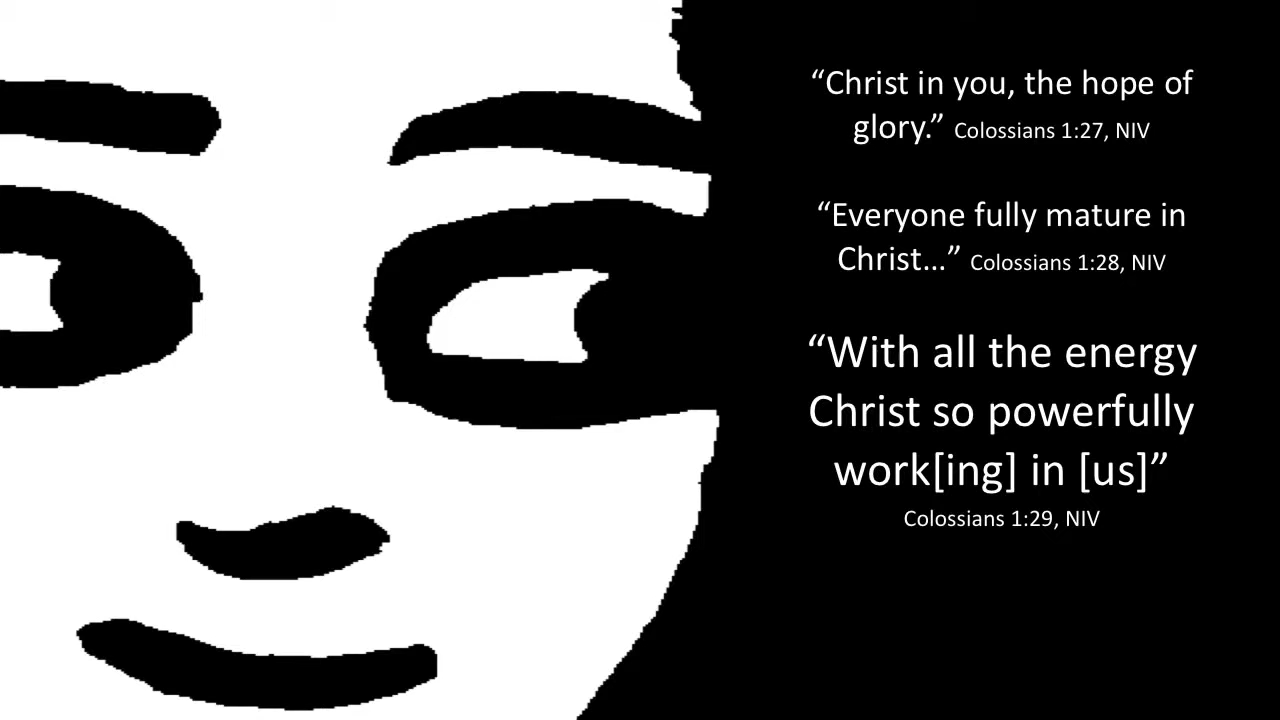 “Christ in you, the hope of
glory.” Colossians 1:27, NIV
“Everyone fully mature in
Christ…” Colossians 1:28, NIV
“With all the energy
Christ so powerfully
work[ing] in [us]”
Colossians 1:29, NIV